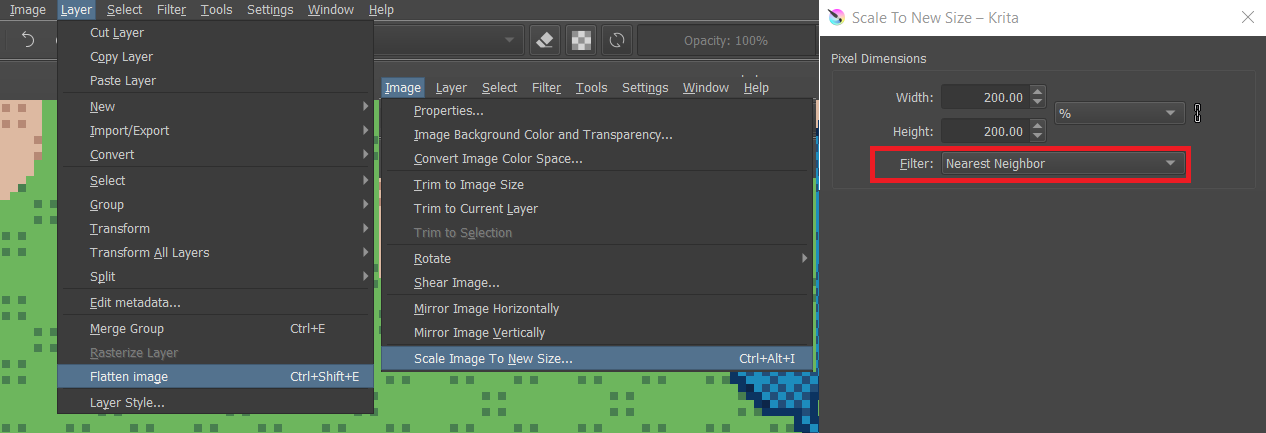 Image Layer Select Filter Tools Settings Window Help
Cut Layer
Copy Layer
Paste Layer
New
Import/Export
Convert
Select
Group
Transform
Transform All Layers
Split
Edit metadata...
Merge Group Ctrl+E
Rasterize Layer
Flatten image Ctrl+Shift+E
Layer Style...
Opacity: 100%
Image Layer Select Filter Tools Settings Window Help
Properties...
Image Background Color and Transparency...
Convert Image Color Space...
Trim to Image Size
Trim to Current Layer
Trim to Selection
Rotate
Shear Image...
Mirror Image Horizontally
Mirror Image Vertically
Scale Image To New Size... Ctrl+Alt+I
Scale To New Size – Krita
Pixel Dimensions
Width: 200.00
%
Height: 200.00
Filter: Nearest Neighbor